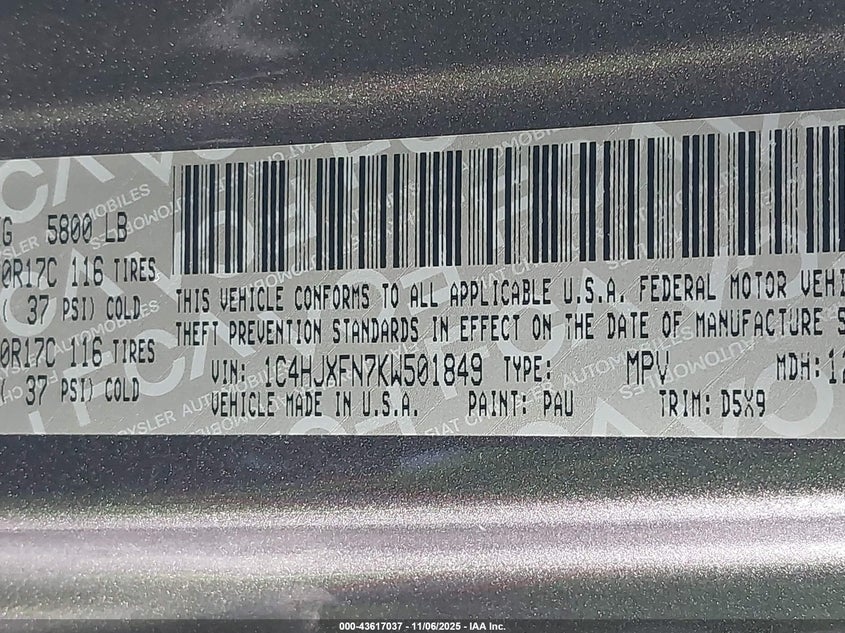 G 5800 LB
0R17C 116 TIRES
( 37 PSI) COLD
0R17C 116 TIRES
( 37 PSI) COLD
THIS VEHICLE CONFORMS TO ALL APPLICABLE U.S.A. FEDERAL MOTOR VEHI
THEFT PREVENTION STANDARDS IN EFFECT ON THE DATE OF MANUFACTURE S
VIN: 1C4HJXFN7KW501849 TYPE: MPV MDH: 12
VEHICLE MADE IN U.S.A. PAINT: PAU TRIM: D5X9
000-43617037 - 11/06/2025 - IAA Inc.